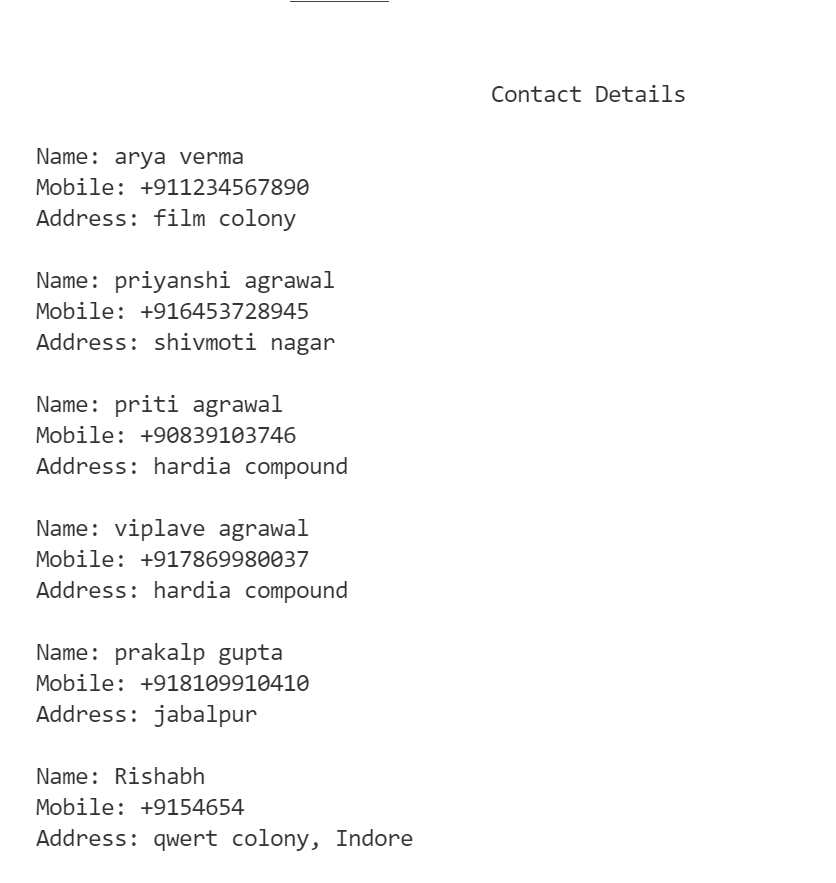 Contact Details
Name: arya verma
Mobile: +911234567890
Address: film colony
Name: priyanshi agrawal
Mobile: +916453728945
Address: shivmoti nagar
Name: priti agrawal
Mobile: +90839103746
Address: hardia compound
Name: viplave agrawal
Mobile: +917869980037
Address: hardia compound
Name: prakalp gupta
Mobile: +918109910410
Address: jabalpur
Name: Rishabh
Mobile: +9154654
Address: qwert colony, Indore